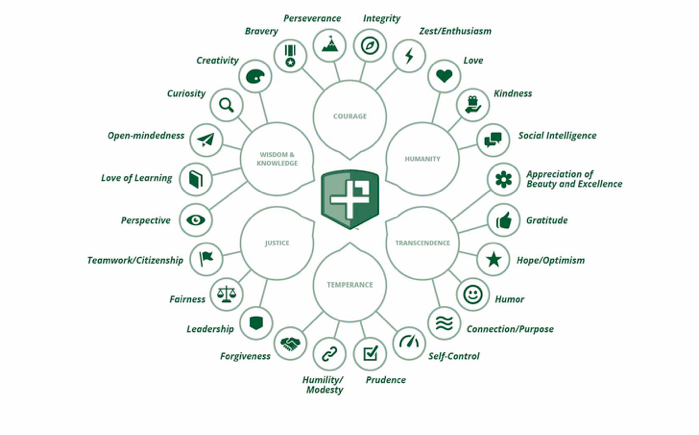 Perseverance
Integrity
Bravery
Zest/Enthusiasm
Creativity
Love
Curiosity
Kindness
COURAGE
Open-mindedness
Social Intelligence
WISDOM &
KNOWLEDGE
HUMANITY
Love of Learning
Appreciation of
Beauty and Excellence
Perspective
Gratitude
JUSTICE
TRANSCENDENCE
Teamwork/Citizenship
Hope/Optimism
TEMPERANCE
Fairness
Humor
Leadership
Connection/Purpose
Forgiveness
Self-Control
Humility/
Modesty
Prudence